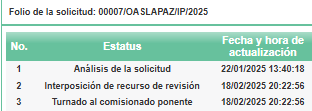 Folio de la solicitud: 00007/OASLAPAZ/IP/2025
No. Estatus Fecha y hora de
actualización
1 Análisis de la solicitud 22/01/2025 13:40:18
2 Interposición de recurso de revisión 18/02/2025 20:22:56
3 Turnado al comisionado ponente 18/02/2025 20:22:56